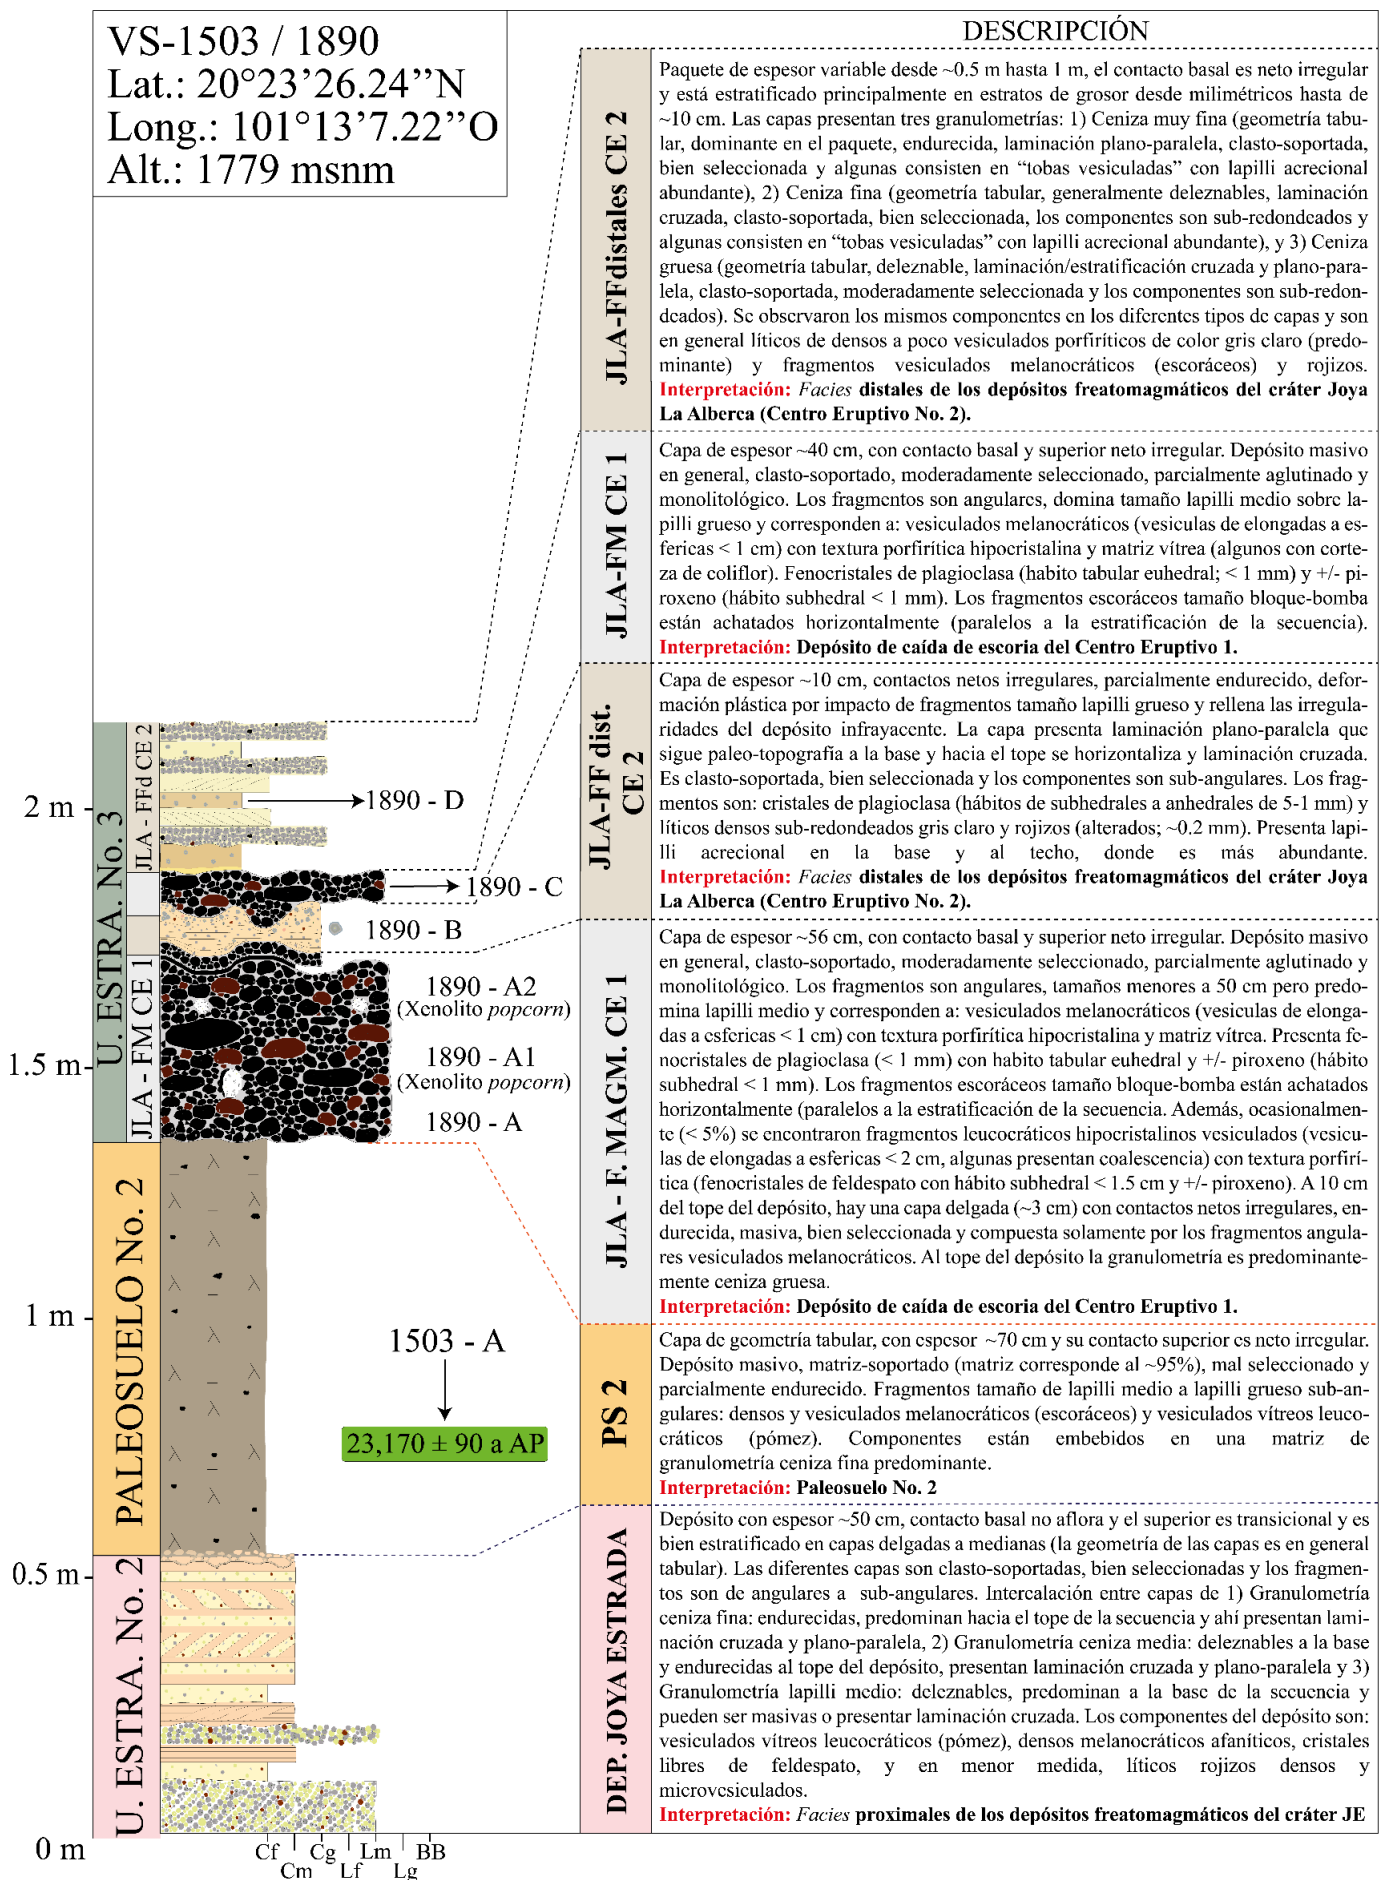 VS-1503 / 1890
Lat.: 20°23’26.24’’N
Long.: 101°13’7.22’’O
Alt.: 1779 msnm
DESCRIPCIÓN
JLA-FFdistales CE 2
Paquete de espesor variable desde ~0.5 m hasta 1 m, el contacto basal es neto irregular
y está estratificado principalmente en estratos de grosor desde milimétricos hasta de
~10 cm. Las capas presentan tres granulometrías: 1) Ceniza muy fina (geometría tabu-
lar, dominante en el paquete, endurecida, laminación plano-paralela, clasto-soportada,
bien seleccionada y algunas consisten en “tobas vesiculadas” con lapilli acrecional
abundante), 2) Ceniza fina (geometría tabular, generalmente deleznables, laminación
cruzada, clasto-soportada, bien selccionada, los componentes son sub-redondeados y
algunas consisten en “tobas vesiculadas” con lapilli acrecional abundante), y 3) Ceniza
gruesa (geometría tabular, deleznable, laminación/estratificación cruzada y plano-para-
lela, clasto-soportada, moderadamente seleccionada y los componentes son sub-redon-
deados). Se observaron los mismos componentes en los diferentes tipos de capas y son
en general líticos de densos a poco vesiculados porfiríticos de color gris claro (predo-
minante) y fragmentos vesiculados melanocráticos (escoráceos) y rojizos.
Interpretación: Facies distales de los depósitos freatomagmáticos del cráter Joya
La Alberca (Centro Eruptivo No. 2).
JLA-FM CE 1
Capa de espesor ~40 cm, con contacto basal y superior neto irregular. Depósito masivo
en general, clasto-soportado, moderadamente seleccionado, parcialmente aglutinado y
monolitológico. Los fragmentos son angulares, domina tamaño lapilli medio sobre la-
pilli grueso y corresponden a: vesiculados melanocráticos (vesiculas de elongadas a es-
fericas < 1 cm) con textura porfirítica hipocristalina y matriz vítrea (algunos con corte-
za de coliflor). Fenocristales de plagioclasa (habito tabular euhedral; < 1 mm) y +/- pi-
roxeno (hábito subhedral < 1 mm). Los fragmentos escoráceos tamaño bloque-bomba
están achatados horizontalmente (paralelos a la estratificación de la secuencia).
Interpretación: Depósito de caída de escoria del Centro Eruptivo 1.
JLA-FF dist.
CE 2
Capa de espesor ~10 cm, contactos netos irregulares, parcialmente endurecido, defor-
mación plástica por impacto de fragmentos tamaño lapilli grueso y rellena las irregula-
ridades del depósito infrayacente. La capa presenta laminación plano-paralela que
sigue paleo-topografía a la base y hacia el tope se horizontaliza y laminación cruzada.
Es clasto-soportada, bien seleccionada y los componentes son sub-angulares. Los frag-
mentos son: cristales de plagioclasa (hábitos de subhedrales a anhedrales de 5-1 mm) y
líticos densos sub-redondeados gris claro y rojizos (alterados; ~0.2 mm). Presenta lapi-
lli acrecional en la base y al techo, donde es más abundante.
Interpretación: Facies distales de los depósitos freatomagmáticos del cráter Joya
La Alberca (Centro Eruptivo No. 2).
JLA - F. MAGM. CE 1
Capa de espesor ~56 cm, con contacto basal y superior neto irregular. Depósito masivo
en general, clasto-soportado, moderadamente seleccionado, parcialmente aglutinado y
monolitológico. Los fragmentos son angulares, tamaños menores a 50 cm pero predo-
mina lapilli medio y corresponden a: vesiculados melanocráticos (vesiculas de elonga-
das a esfericas < 1 cm) con textura porfirítica hipocristalina y matriz vítrea. Presenta fe-
nocristales de plagioclasa (< 1 mm) con habito tabular euhedral y +/- piroxeno (hábito
subhedral < 1 mm). Los fragmentos escoráceos tamaño bloque-bomba están achatados
horizontalmente (paralelos a la estratificación de la secuencia. Además, ocasionalmen-
te (< 5%) se encontraron fragmentos leucocráticos hipocristalinos vesiculados (vesicu-
las de elongadas a esfericas < 2 cm, algunas presentan coalescencia) con textura porfirí-
tica (fenocristales de feldespato con hábito subhedral < 1.5 cm y +/- piroxeno). A 10 cm
del tope del depósito, hay una capa delgada (~3 cm) con contactos netos irregulares, en-
durecida, masiva, bien seleccionada y compuesta solamente por los fragmentos angula-
res vesiculados melanocráticos. Al tope del depósito la granulometría es predominante-
mente ceniza gruesa.
Interpretación: Depósito de caída de escoria del Centro Eruptivo 1.
PS 2
Capa de geometría tabular, con espesor ~70 cm y su contacto superior es neto irregular.
Depósito masivo, matriz-soportado (matriz corresponde al ~95%), mal seleccionado y
parcialmente endurecido. Fragmentos tamaño de lapilli medio a lapilli grueso sub-an-
gulares: densos y vesiculados melanocráticos (escoráceos) y vesiculados vítreos leuco-
cráticos (pómez). Componentes están embebidos en una matriz de
granulometría ceniza fina predominante.
Interpretación: Paleosuelo No. 2
DEP. JOYA ESTRADA
Depósito con espesor ~50 cm, contacto basal no aflora y el superior es transicional y es
bien estratificado en capas delgadas a medianas (la geometría de las capas es en general
tabular). Las diferentes capas son clasto-soportadas, bien seleccionadas y los fragmen-
tos son de angulares a sub-angulares. Intercalación entre capas de 1) Granulometría
ceniza fina: endurecidas, predominan hacia el tope de la secuencia y ahí presentan lami-
nación cruzada y plano-paralela, 2) Granulometría ceniza media: deleznables a la base
y endurecidas al tope del depósito, presentan laminación cruzada y plano-paralela y 3)
Granulometría lapilli medio: deleznables, predominan a la base de la secuencia y
pueden ser masivas o presentar laminación cruzada. Los componentes del depósito son:
vesiculados vítreos leucocráticos (pómez), densos melanocráticos afaníticos, cristales
libres de feldespato, y en menor medida, líticos rojizos densos y
microvesiculados.
Interpretación: Facies proximales de los depósitos freatomagmáticos del cráter JE
U. ESTRA. No. 3
JLA - FFd CE 2
JLA - FM CE 1
PALEOSUELO No. 2
U. ESTRA. No. 2
2 m
1.5 m
1 m
0.5 m
0 m
1890 - D
1890 - C
1890 - B
1890 - A2
(Xenolito popcorn)
1890 - A1
(Xenolito popcorn)
1890 - A
1503 - A
23,170 ± 90 a AP
Cf
Cm
Cg
Lf
Lm
Lg
BB